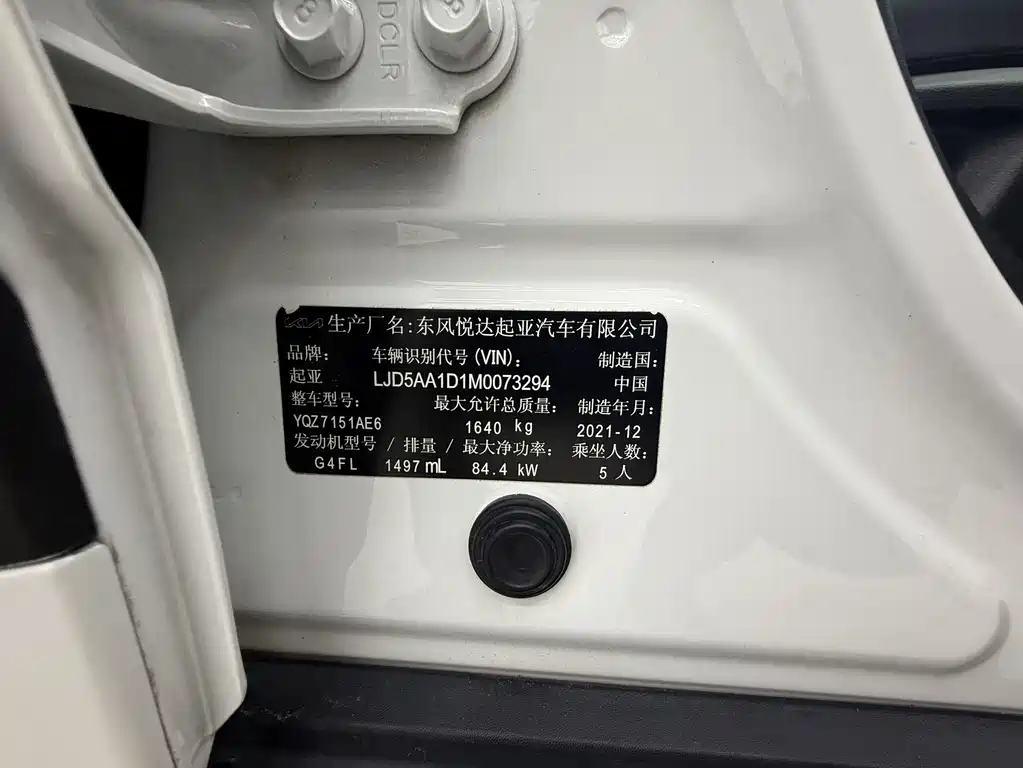 8
8
DCLR
KIA 生产厂名:东风悦达起亚汽车有限公司
品牌: 车辆识别代号(VIN): 制造国:
起亚 LJD5AA1D1M0073294 中国
整车型号: 最大允许总质量: 制造年月:
YQZ7151AE6 1640 kg 2021-12
发动机型号 / 排量 / 最大净功率: 乘坐人数:
G4FL 1497 mL 84.4 kW 5 人